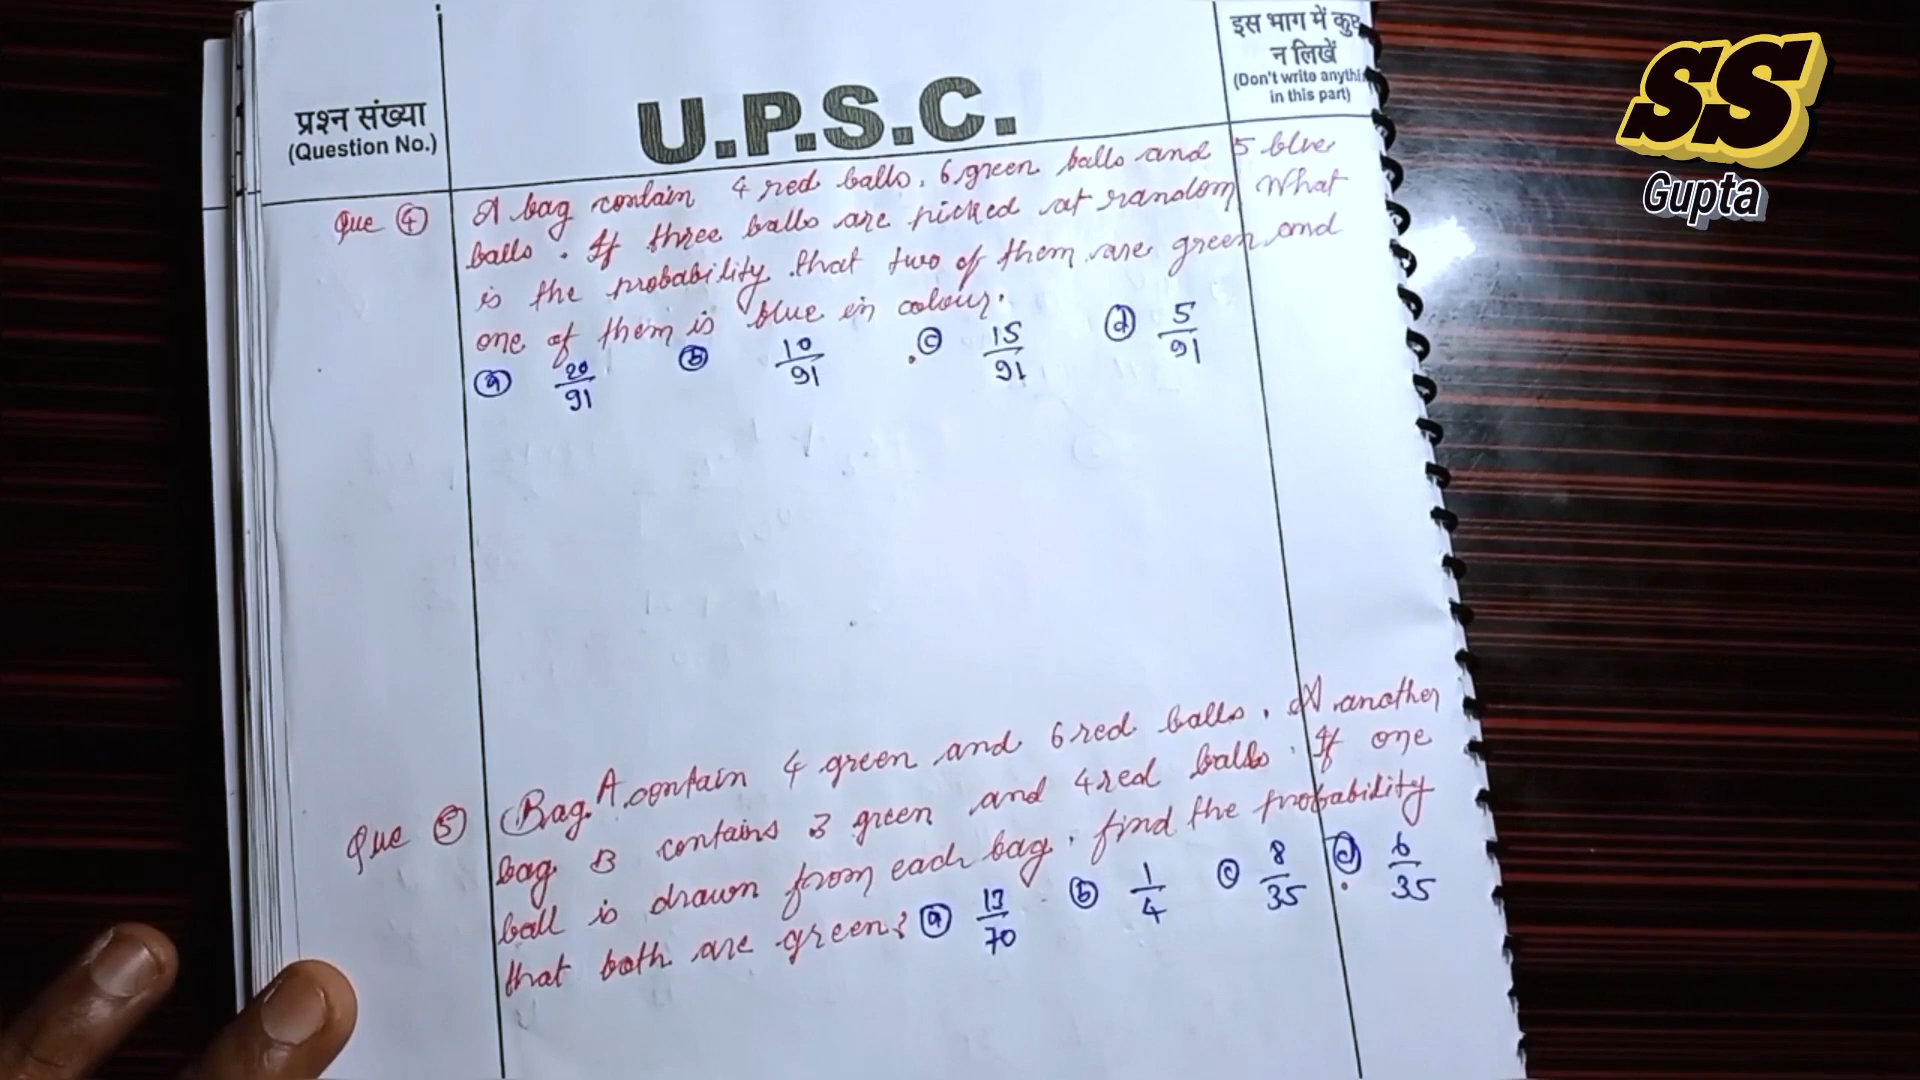 प्रश्न संख्या
(Question No.)
U.P.S.C.
इस भाग में कुछ
न लिखें
(Don't write anythi
in this part)
SS
Gupta
Que ④ A bag contain 4 red balls, 6 green balls and 5 blue
balls. If three balls are picked at random What
is the probability that two of them are green and
one of them is blue in colour.
ⓐ 20/91 ⓑ 10/91 ⓒ 15/91 ⓓ 5/91
Que ⑤ Bag A contain 4 green and 6 red balls. A another
bag B contains 3 green and 4 red balls. If one
ball is drawn from each bag, find the probability
that both are green? ⓐ 13/70 ⓑ 1/4 ⓒ 8/35 ⓓ 6/35